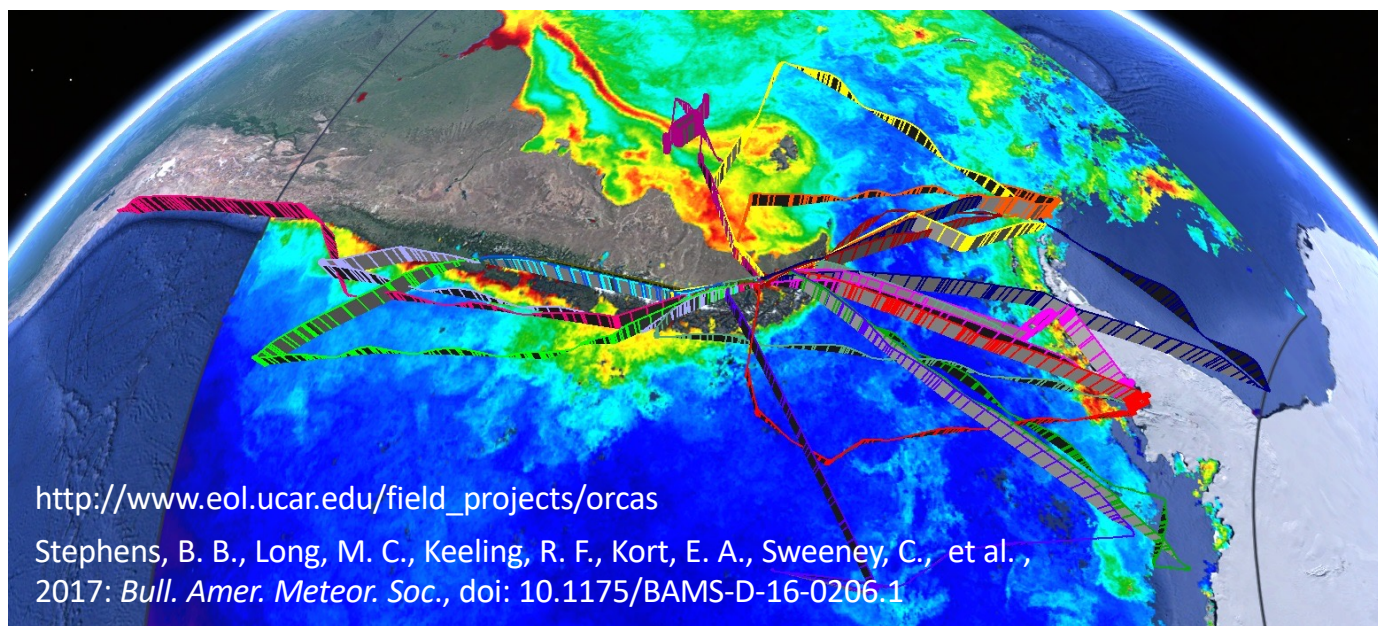 http://www.eol.ucar.edu/field_projects/orcas
Stephens, B. B., Long, M. C., Keeling, R. F., Kort, E. A., Sweeney, C.,  et al. ,
2017: Bull. Amer. Meteor. Soc., doi: 10.1175/BAMS-D-16-0206.1